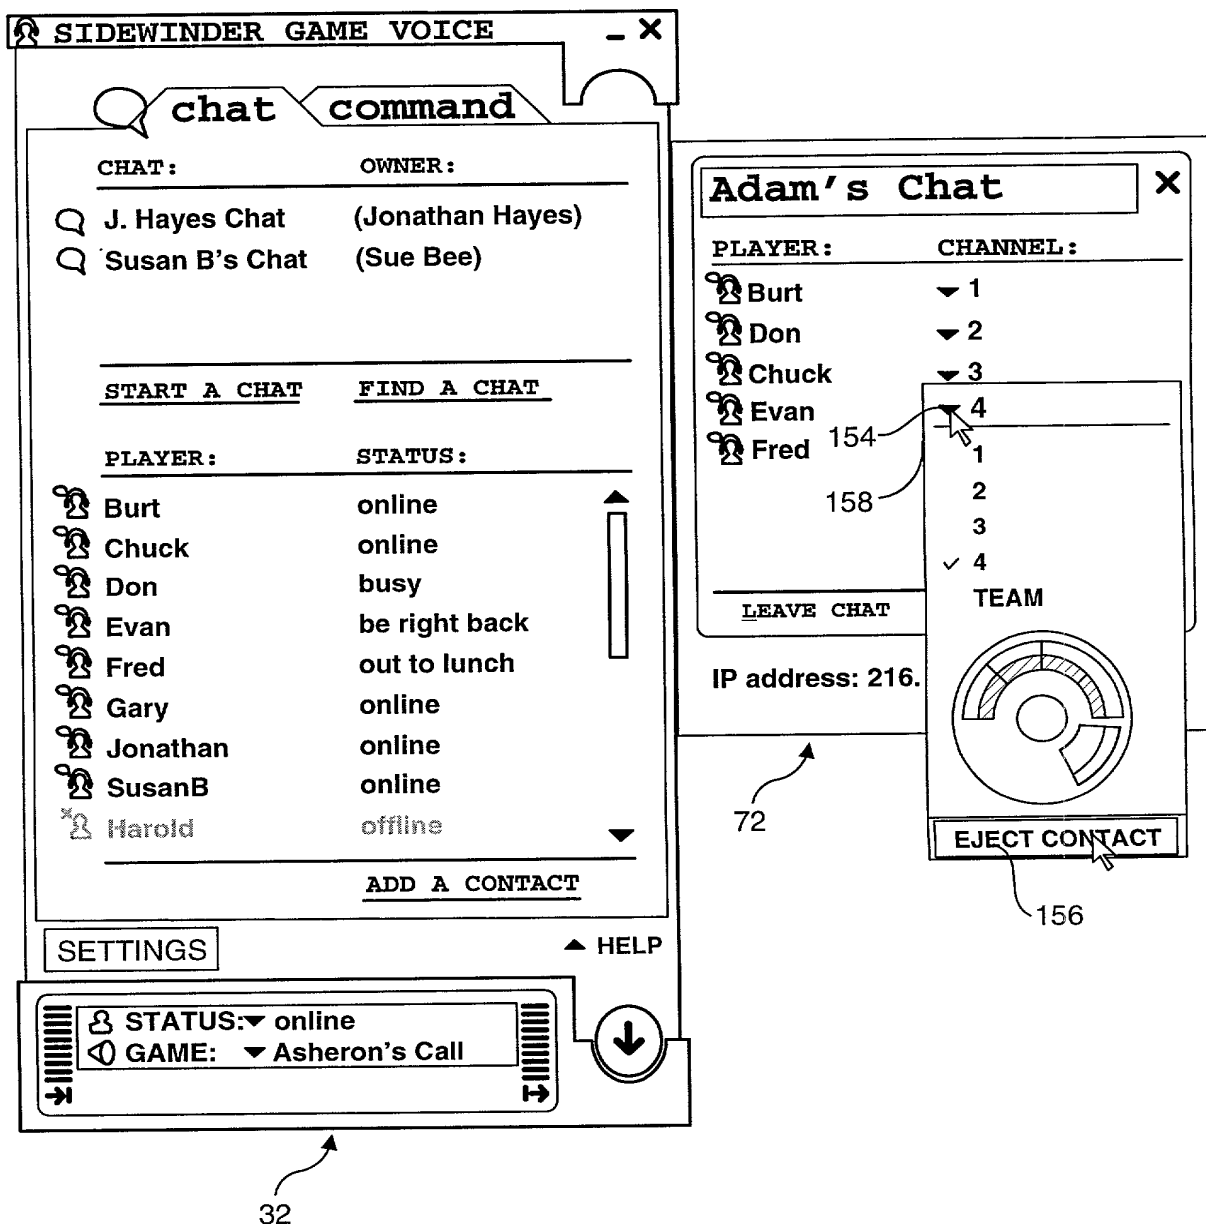 SIDEWINDER GAME VOICE
chat command
CHAT: OWNER:
J. Hayes Chat (Jonathan Hayes)
Susan B's Chat (Sue Bee)
START A CHAT FIND A CHAT
PLAYER: STATUS:
Burt online
Chuck online
Don busy
Evan be right back
Fred out to lunch
Gary online
Jonathan online
SusanB online
Harold offline
ADD A CONTACT
SETTINGS HELP
STATUS: online
GAME: Asheron's Call
32
Adam's Chat
PLAYER: CHANNEL:
Burt 1
Don 2
Chuck 3
Evan 4
Fred
154
158
1
2
3
4
TEAM
LEAVE CHAT
IP address: 216.
72
EJECT CONTACT
156